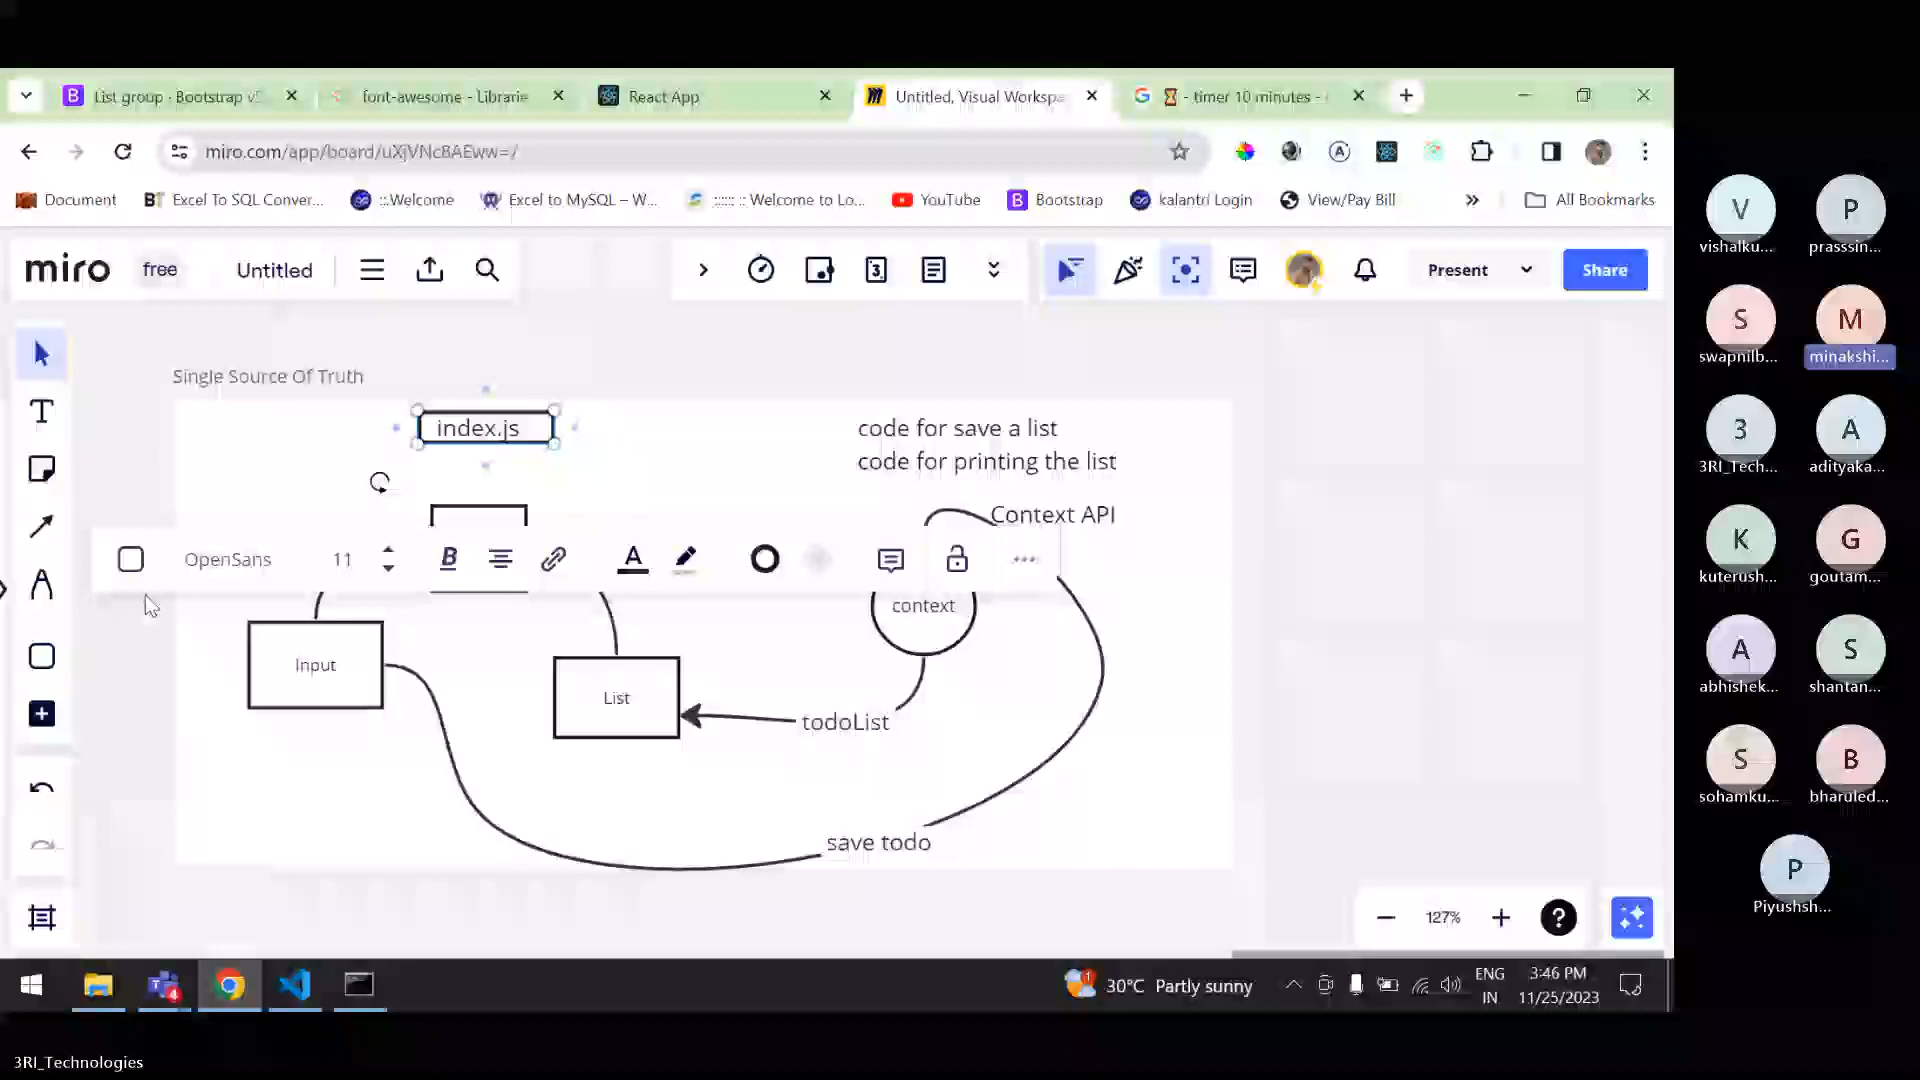 List group · Bootstrap v5
font-awesome - Librarie
React App
Untitled, Visual Workspa
- timer 10 minutes -
miro.com/app/board/uXjVNc8AEww=/
Document
Excel To SQL Conver...
::.Welcome
Excel to MySQL – W...
:::::: :: Welcome to Lo...
YouTube
Bootstrap
kalantri Login
View/Pay Bill
»
All Bookmarks
miro
free
Untitled
Present
Share
Single Source Of Truth
index.js
code for save a list
code for printing the list
Context API
OpenSans
11
B
A
context
Input
List
todoList
save todo
127%
30°C Partly sunny
ENG
IN
3:46 PM
11/25/2023
V
vishalku...
P
prasssin...
S
swapnilb...
M
minakshi...
3
3RI_Tech...
A
adityaka...
K
kuterush...
G
goutam...
A
abhishek...
S
shantan...
S
sohamku...
B
bharuled...
P
Piyushsh...
3RI_Technologies